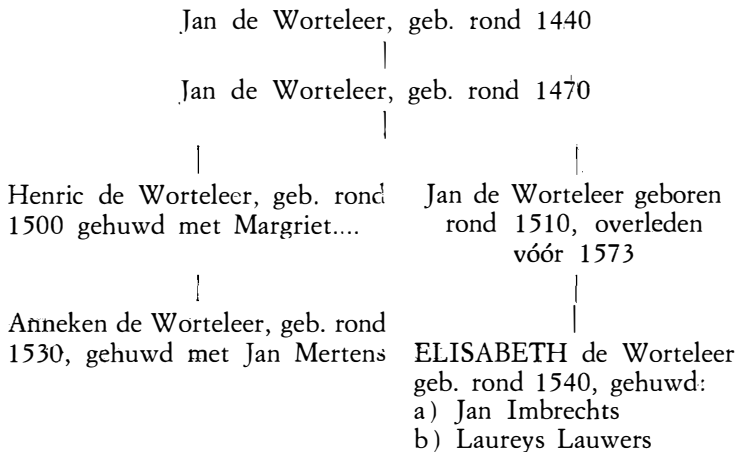 Jan de Worteleer, geb. rond 1440
Jan de Worteleer, geb. rond 1470
Henric de Worteleer, geb. rond
1500 gehuwd met Margriet....
Jan de Worteleer geboren
rond 1510, overleden
vóór 1573
Anneken de Worteleer, geb. rond
1530, gehuwd met Jan Mertens
ELISABETH de Worteleer
geb. rond 1540, gehuwd:
a) Jan Imbrechts
b) Laureys Lauwers